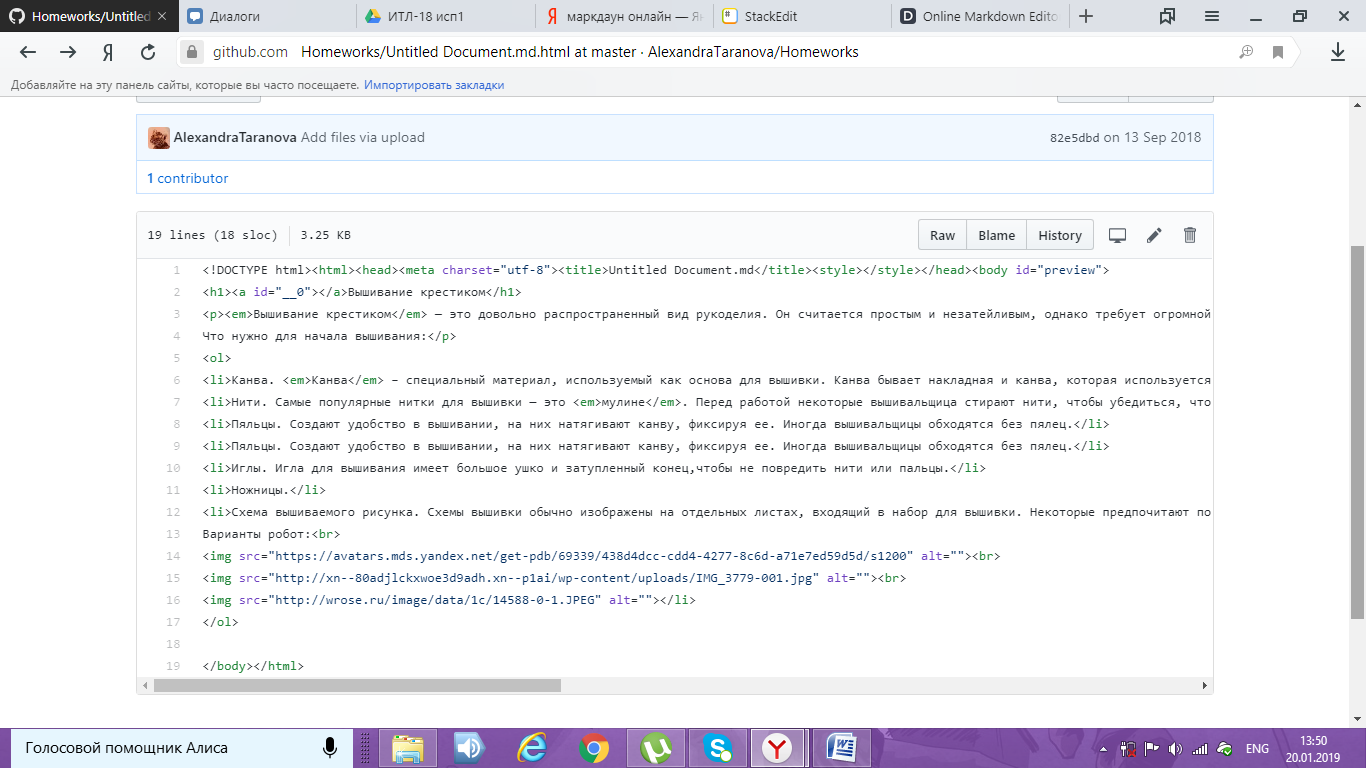 Homeworks/Untitled
Диалоги
ИТЛ-18 исп1
маркдаун онлайн — Ян
StackEdit
Online Markdown Edito
github.com Homeworks/Untitled Document.md.html at master · AlexandraTaranova/Homeworks
Добавляйте на эту панель сайты, которые вы часто посещаете. Импортировать закладки
AlexandraTaranova Add files via upload
82e5dbd on 13 Sep 2018
1 contributor
19 lines (18 sloc) 3.25 KB
Raw Blame History
1 <!DOCTYPE html><html><head><meta charset="utf-8"><title>Untitled Document.md</title><style></style></head><body id="preview">
2 <h1><a id="__0"></a>Вышивание крестиком</h1>
3 <p><em>Вышивание крестиком</em> — это довольно распространенный вид рукоделия. Он считается простым и незатейливым, однако требует огромной
4 Что нужно для начала вышивания:</p>
5 <ol>
6 <li>Канва. <em>Канва</em> – специальный материал, используемый как основа для вышивки. Канва бывает накладная и канва, которая используется
7 <li>Нити. Самые популярные нитки для вышивки — это <em>мулине</em>. Перед работой некоторые вышивальщица стирают нити, чтобы убедиться, что
8 <li>Пяльцы. Создают удобство в вышивании, на них натягивают канву, фиксируя ее. Иногда вышивальщицы обходятся без пялец.</li>
9 <li>Пяльцы. Создают удобство в вышивании, на них натягивают канву, фиксируя ее. Иногда вышивальщицы обходятся без пялец.</li>
10 <li>Иглы. Игла для вышивания имеет большое ушко и затупленный конец,чтобы не повредить нити или пальцы.</li>
11 <li>Ножницы.</li>
12 <li>Схема вышиваемого рисунка. Схемы вышивки обычно изображены на отдельных листах, входящий в набор для вышивки. Некоторые предпочитают по
13 Варианты робот:<br>
14 <img src="https://avatars.mds.yandex.net/get-pdb/69339/438d4dcc-cdd4-4277-8c6d-a71e7ed59d5d/s1200" alt=""><br>
15 <img src="http://xn--80adjlckxwoe3d9adh.xn--p1ai/wp-content/uploads/IMG_3779-001.jpg" alt=""><br>
16 <img src="http://wrose.ru/image/data/1c/14588-0-1.JPEG" alt=""></li>
17 </ol>
18
19 </body></html>
Голосовой помощник Алиса
ENG
13:50
20.01.2019